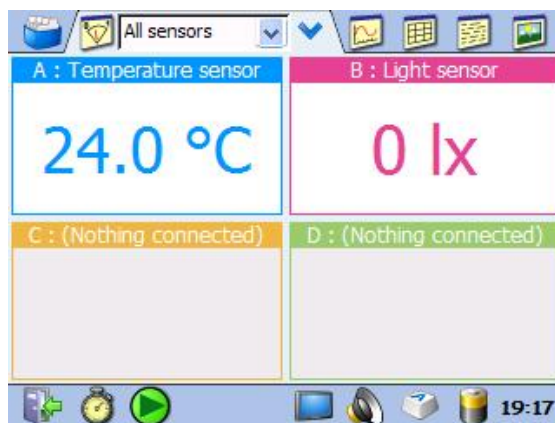 All sensors
A : Temperature sensor
B : Light sensor
24.0 °C
0 lx
C : (Nothing connected)
D : (Nothing connected)
19:17